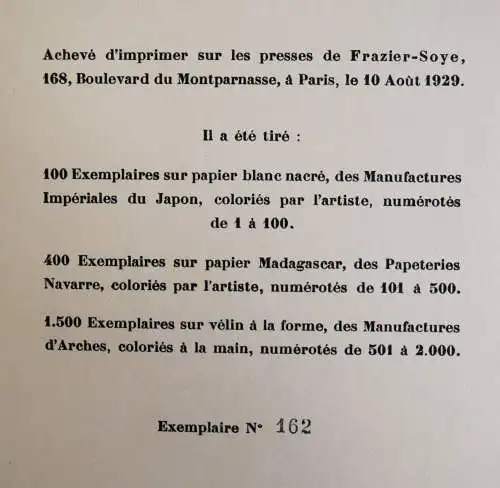 Achevé d'imprimer sur les presses de Frazier-Soye,
168, Boulevard du Montparnasse, à Paris, le 10 Août 1929.
Il a été tiré :
100 Exemplaires sur papier blanc nacré, des Manufactures
Impériales du Japon, coloriés par l'artiste, numérotés
de 1 à 100.
400 Exemplaires sur papier Madagascar, des Papeteries
Navarre, coloriés par l'artiste, numérotés de 101 à 500.
1.500 Exemplaires sur vélin à la forme, des Manufactures
d'Arches, coloriés à la main, numérotés de 501 à 2.000.
Exemplaire N° 162